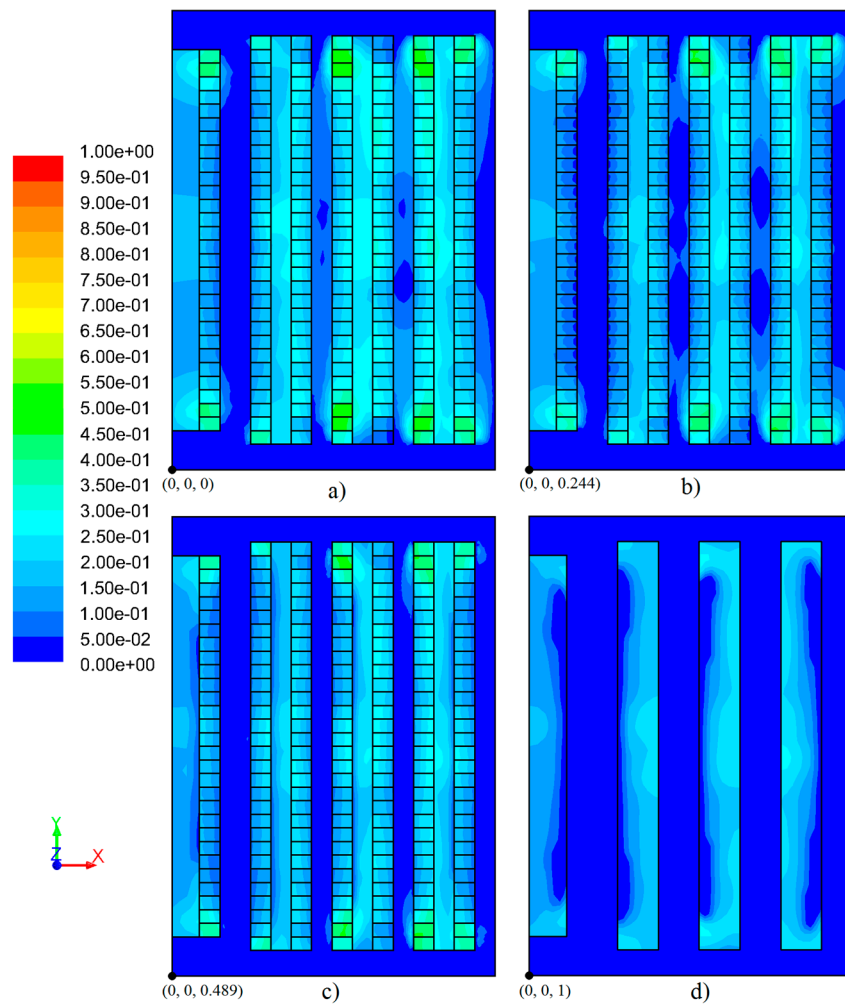 1.00e+00
9.50e-01
9.00e-01
8.50e-01
8.00e-01
7.50e-01
7.00e-01
6.50e-01
6.00e-01
5.50e-01
5.00e-01
4.50e-01
4.00e-01
3.50e-01
3.00e-01
2.50e-01
2.00e-01
1.50e-01
1.00e-01
5.00e-02
0.00e+00
(0, 0, 0)
a)
(0, 0, 0.244)
b)
Y
Z
X
(0, 0, 0.489)
c)
(0, 0, 1)
d)